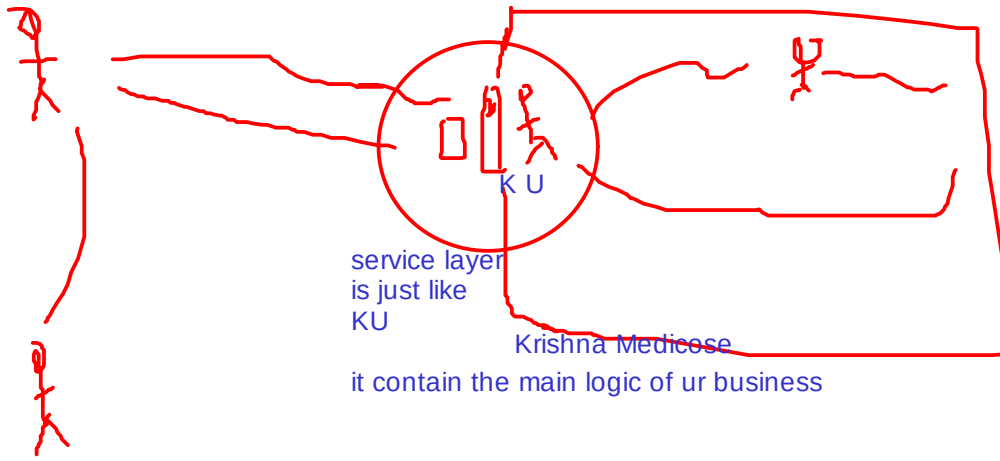 K U
service layer
is just like
KU
Krishna Medicose
it contain the main logic of ur business